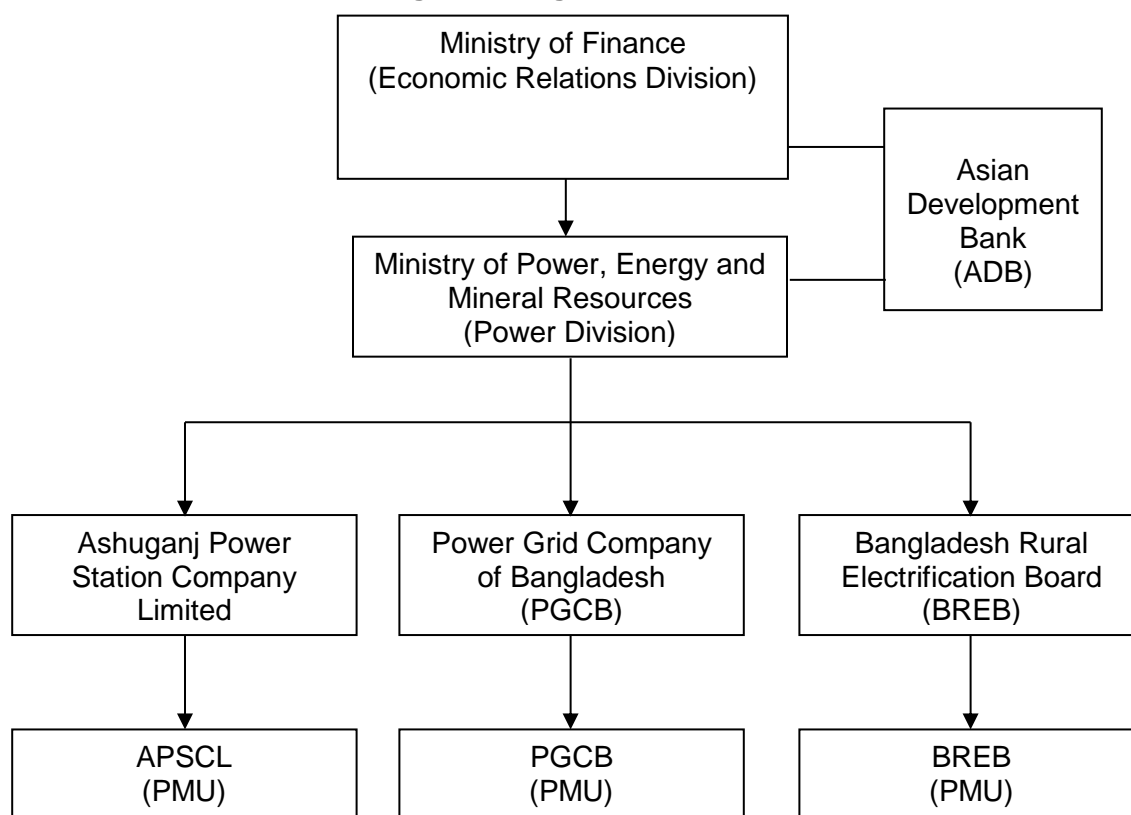 Ministry of Finance
(Economic Relations Division)
Asian
Development
Bank
(ADB)
Ministry of Power, Energy and
Mineral Resources
(Power Division)
Ashuganj Power
Station Company
Limited
Power Grid Company
of Bangladesh
(PGCB)
Bangladesh Rural
Electrification Board
(BREB)
APSCL
(PMU)
PGCB
(PMU)
BREB
(PMU)